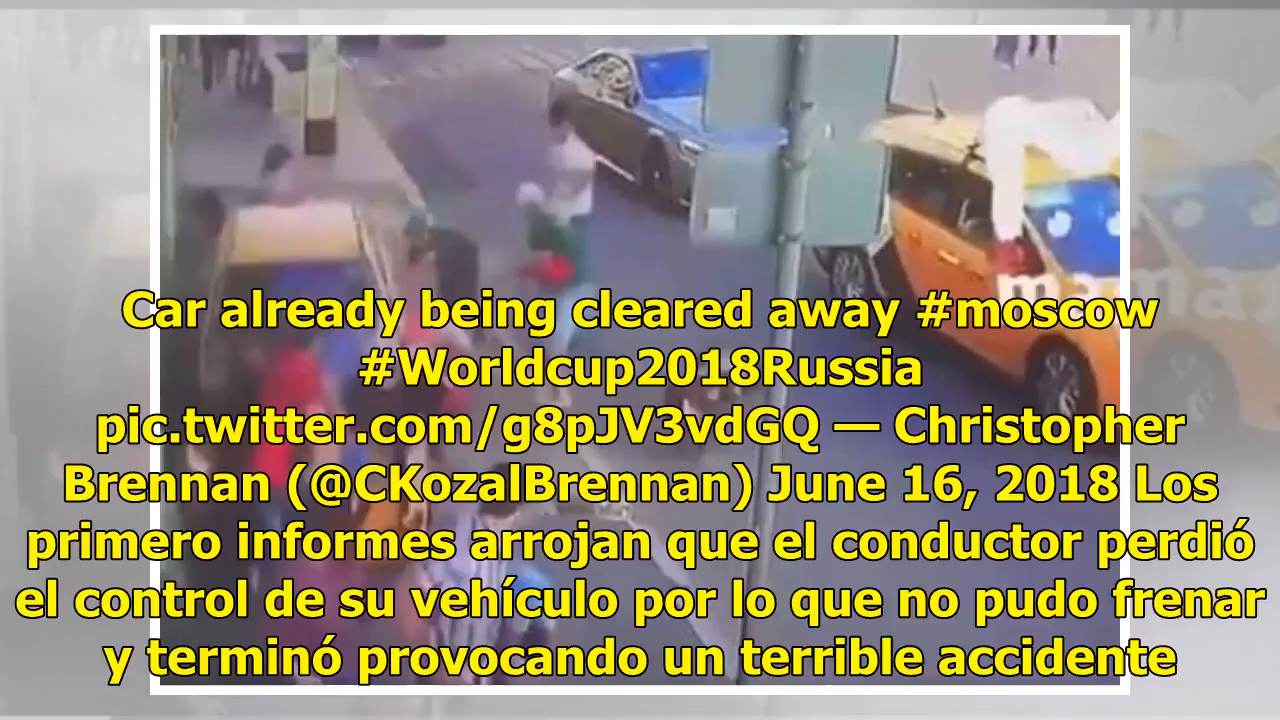 Car already being cleared away #moscow
#Worldcup2018Russia
pic.twitter.com/g8pJV3vdGQ — Christopher
Brennan (@CKozalBrennan) June 16, 2018 Los
primero informes arrojan que el conductor perdió
el control de su vehículo por lo que no pudo frenar
y terminó provocando un terrible accidente